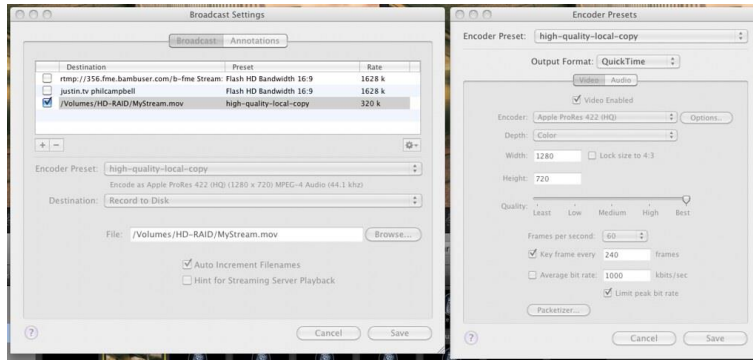 Broadcast Settings
Broadcast Annotations
Destination Preset Rate
rtmp://356.fme.bambuser.com/b-fme Stream: Flash HD Bandwidth 16:9 1628 k
justin.tv philcampbell Flash HD Bandwidth 16:9 1628 k
/Volumes/HD-RAID/MyStream.mov high-quality-local-copy 320 k
+ −
Encoder Preset: high-quality-local-copy
Encode as Apple ProRes 422 (HQ) (1280 x 720) MPEG-4 Audio (44.1 khz)
Destination: Record to Disk
File: /Volumes/HD-RAID/MyStream.mov Browse...
Auto Increment Filenames
Hint for Streaming Server Playback
? Cancel Save
Encoder Presets
Encoder Preset: high-quality-local-copy
Output Format: QuickTime
Video Audio
Video Enabled
Encoder: Apple ProRes 422 (HQ) Options...
Depth: Color
Width: 1280 Lock size to 4:3
Height: 720
Quality:
Least Low Medium High Best
Frames per second: 60
Key frame every 240 frames
Average bit rate: 1000 kbits/sec
Limit peak bit rate
Packetizer...
? Cancel Save